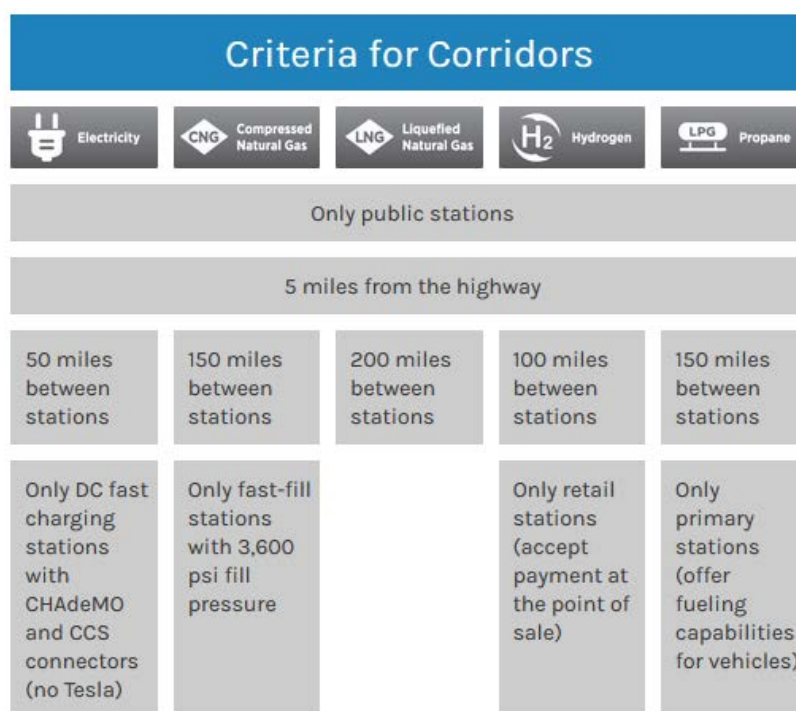 Criteria for Corridors
Electricity
CNG
Compressed
Natural Gas
LNG
Liquefied
Natural Gas
H2
Hydrogen
LPG
Propane
Only public stations
5 miles from the highway
50 miles
between
stations
150 miles
between
stations
200 miles
between
stations
100 miles
between
stations
150 miles
between
stations
Only DC fast
charging
stations
with
CHAdeMO
and CCS
connectors
(no Tesla)
Only fast-fill
stations
with 3,600
psi fill
pressure
Only retail
stations
(accept
payment at
the point of
sale)
Only
primary
stations
(offer
fueling
capabilities
for vehicles)